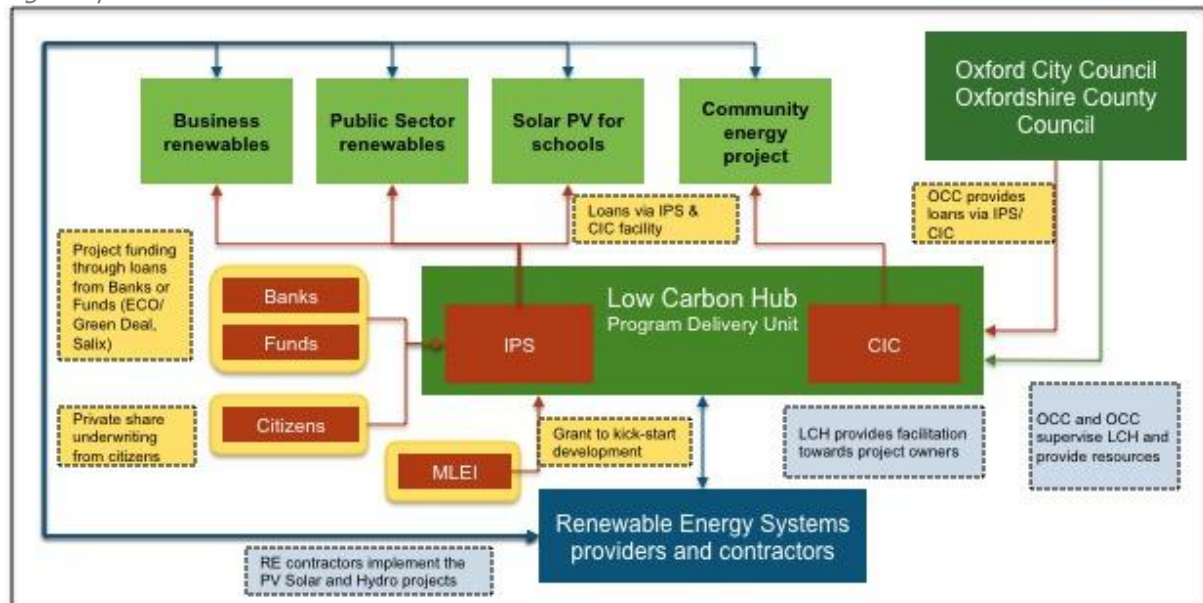 Oxford City Council
Oxfordshire County
Council
Business
renewables
Public Sector
renewables
Solar PV for
schools
Community
energy
project
Loans via IPS &
CIC facility
OCC provides
loans via IPS/
CIC
Project funding
through loans
from Banks or
Funds (ECO/
Green Deal,
Salix)
Banks
Funds
Low Carbon Hub
Program Delivery Unit
IPS
CIC
Private share
underwriting
from citizens
Citizens
MLEI
Grant to kick-start
development
LCH provides facilitation
towards project owners
OCC and OCC
supervise LCH and
provide resources
Renewable Energy Systems
providers and contractors
RE contractors implement the
PV Solar and Hydro projects